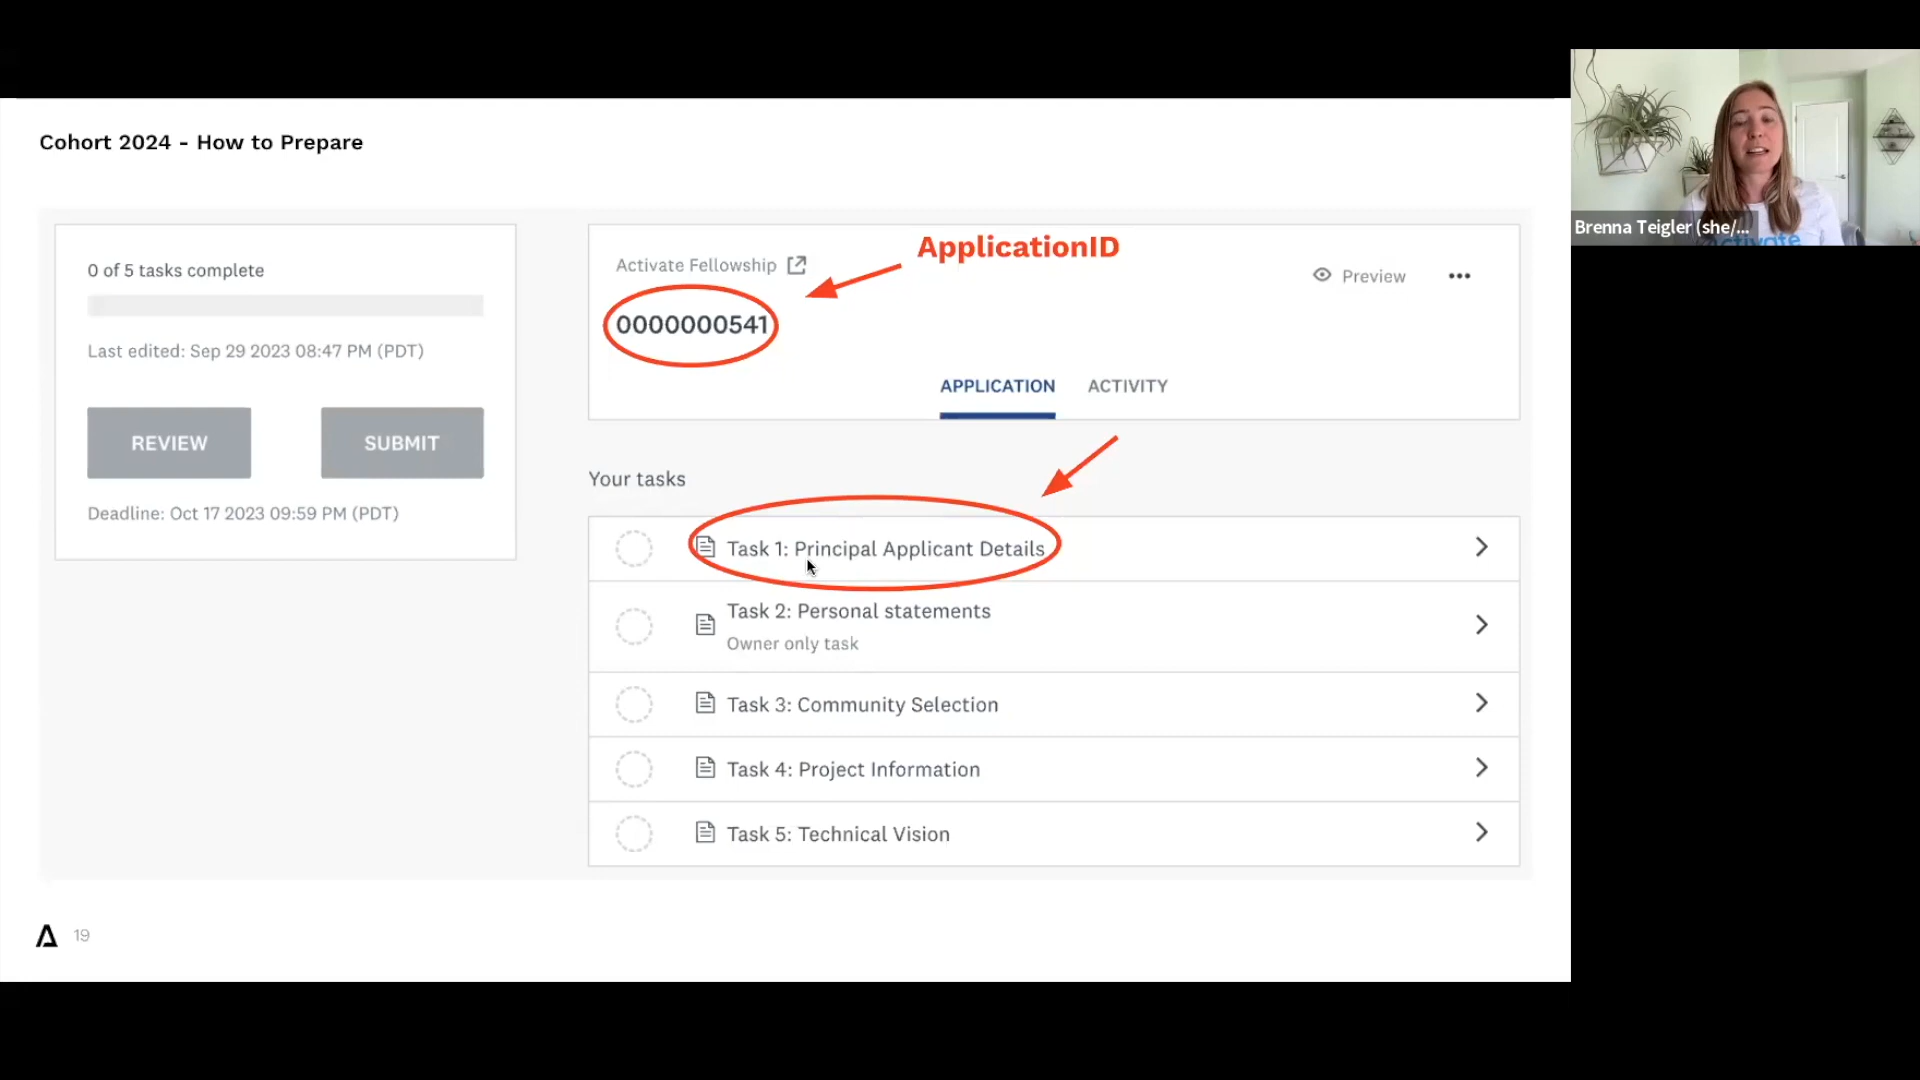 Cohort 2024 - How to Prepare
0 of 5 tasks complete
Last edited: Sep 29 2023 08:47 PM (PDT)
REVIEW
SUBMIT
Deadline: Oct 17 2023 09:59 PM (PDT)
Activate Fellowship
ApplicationID
0000000541
Preview
APPLICATION
ACTIVITY
Your tasks
Task 1: Principal Applicant Details
Task 2: Personal statements
Owner only task
Task 3: Community Selection
Task 4: Project Information
Task 5: Technical Vision
19
Brenna Teigler (she/...
activate